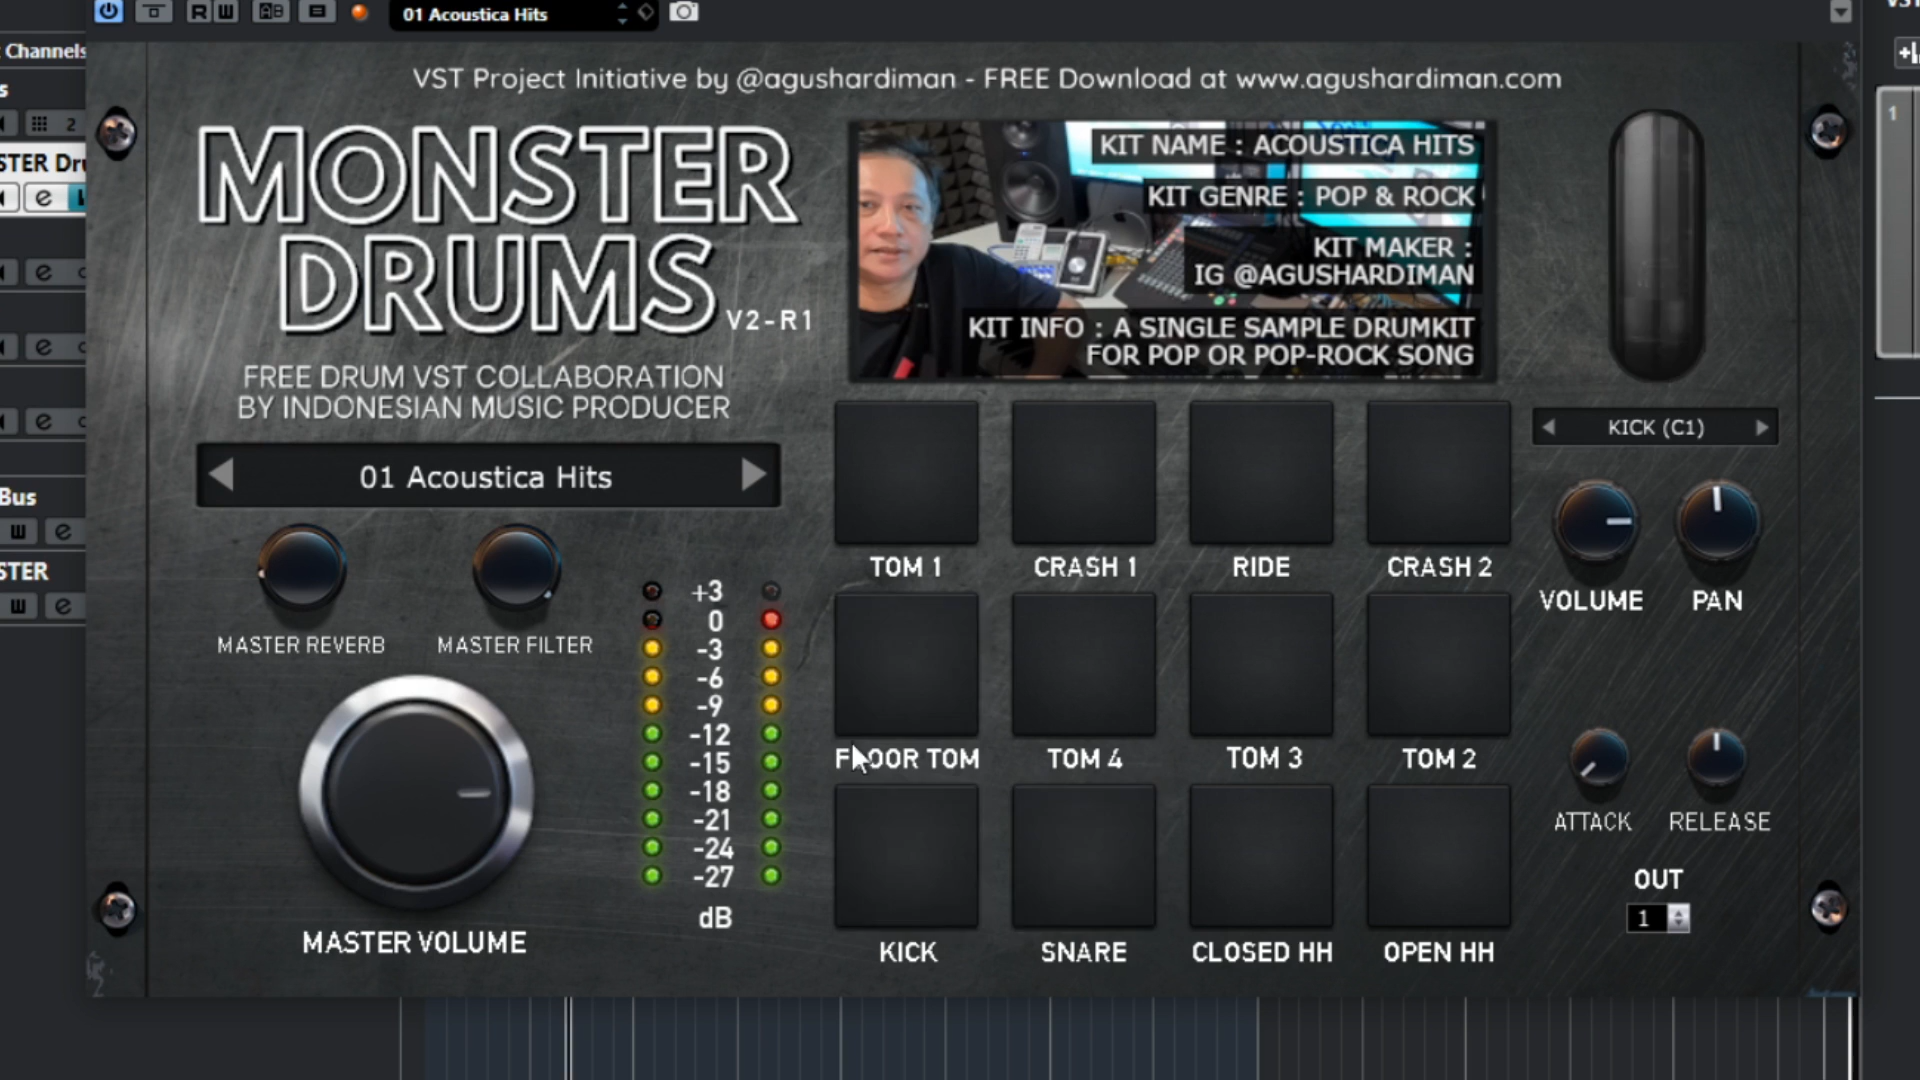 R W
01 Acoustica Hits
Channels
s
2
STER Dru
e
e
e
e
Bus
e
STER
e
VST Project Initiative by @agushardiman - FREE Download at www.agushardiman.com
MONSTER
DRUMS
V2-R1
FREE DRUM VST COLLABORATION
BY INDONESIAN MUSIC PRODUCER
01 Acoustica Hits
MASTER REVERB
MASTER FILTER
MASTER VOLUME
+3
0
-3
-6
-9
-12
-15
-18
-21
-24
-27
dB
KIT NAME : ACOUSTICA HITS
KIT GENRE : POP & ROCK
KIT MAKER :
IG @AGUSHARDIMAN
KIT INFO : A SINGLE SAMPLE DRUMKIT
FOR POP OR POP-ROCK SONG
TOM 1 CRASH 1 RIDE CRASH 2
FLOOR TOM TOM 4 TOM 3 TOM 2
KICK SNARE CLOSED HH OPEN HH
KICK (C1)
VOLUME PAN
ATTACK RELEASE
OUT
1
1